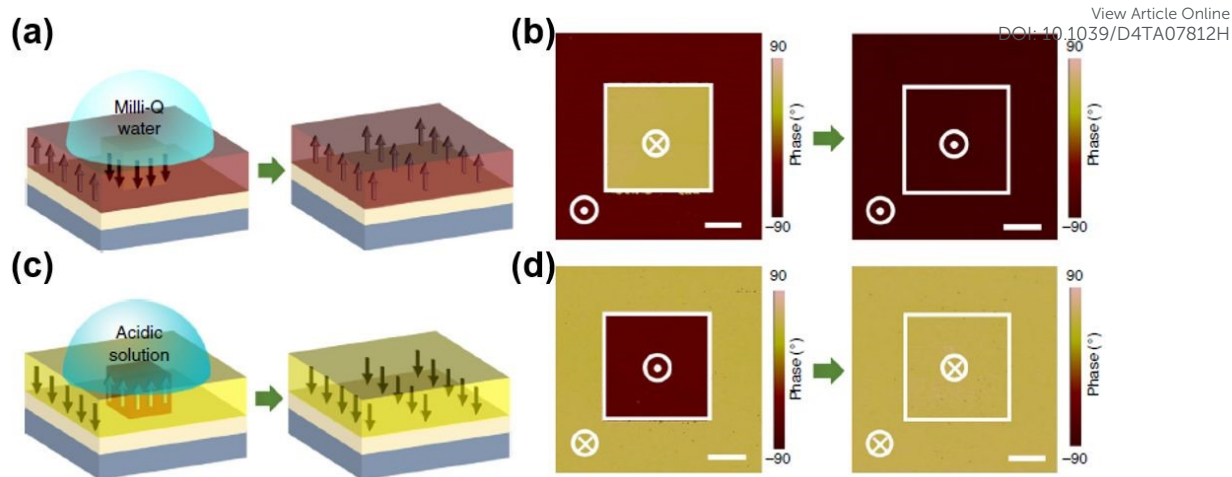 View Article Online
DOI: 10.1039/D4TA07812H
(a)
Milli-Q
water
(b)
90
Phase (°)
−90
90
Phase (°)
−90
(c)
Acidic
solution
(d)
90
Phase (°)
−90
90
Phase (°)
−90